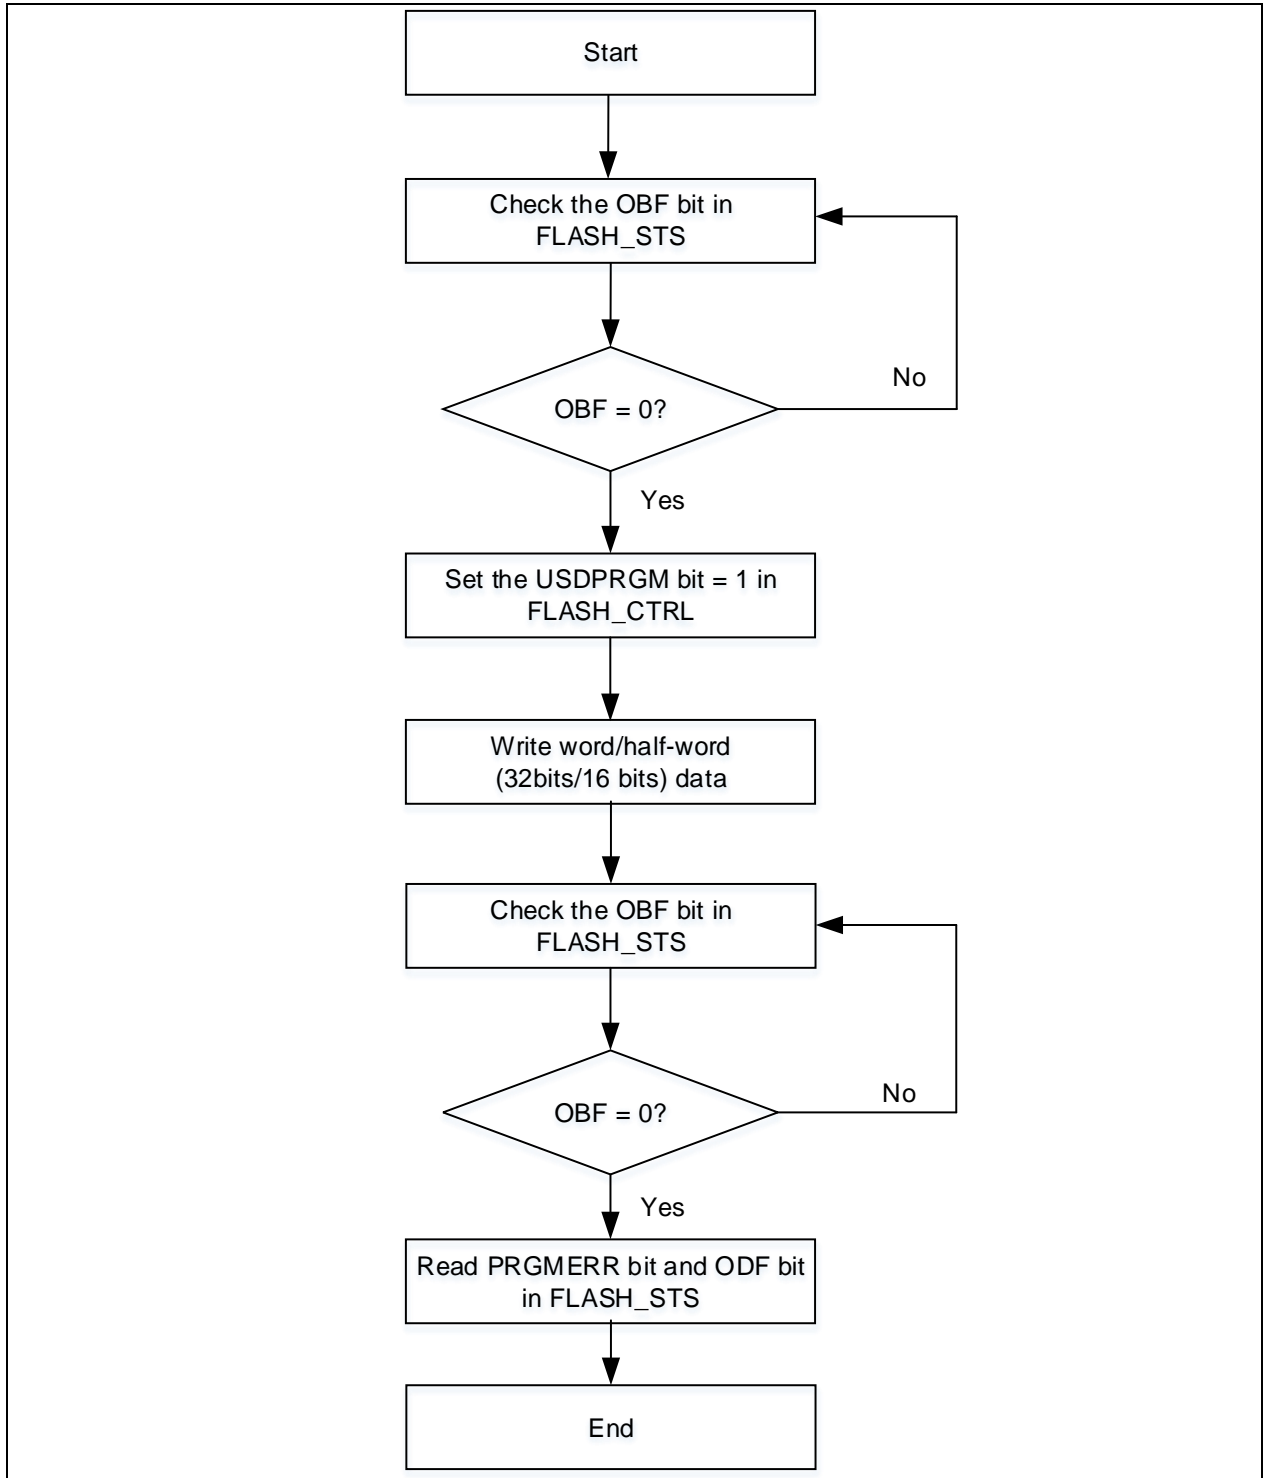 Start
Check the OBF bit in
FLASH_STS
No
OBF = 0?
Yes
Set the USDPRGM bit = 1 in
FLASH_CTRL
Write word/half-word
(32bits/16 bits) data
Check the OBF bit in
FLASH_STS
No
OBF = 0?
Yes
Read PRGMERR bit and ODF bit
in FLASH_STS
End